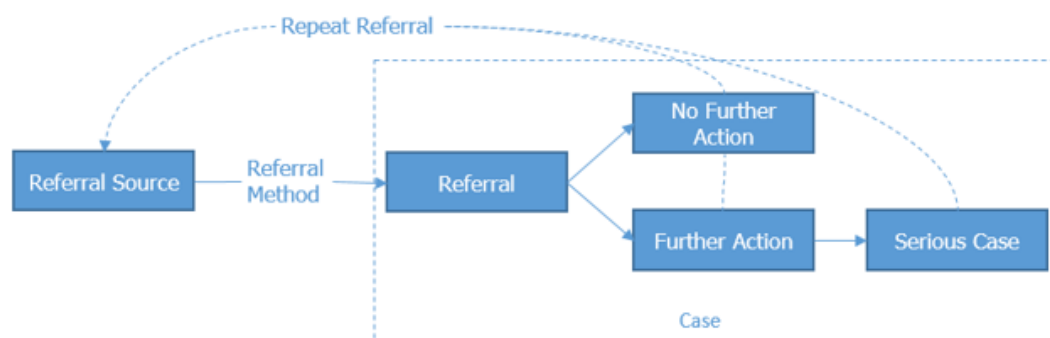 Repeat Referral
No Further
Action
Referral Source
Referral
Method
Referral
Further Action
Serious Case
Case